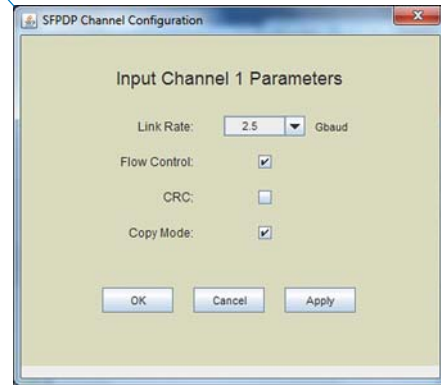 SFPDP Channel Configuration
Input Channel 1 Parameters
Link Rate: 2.5 Gbaud
Flow Control:
CRC:
Copy Mode:
OK Cancel Apply